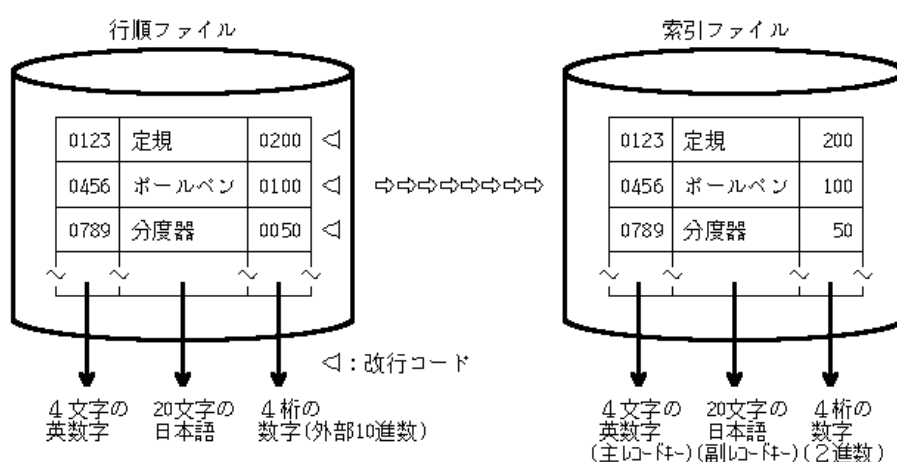 行順ファイル
索引ファイル
0123 定規 0200 ◁
0456 ボールペン 0100 ◁
0789 分度器 0050 ◁
0123 定規 200
0456 ボールペン 100
0789 分度器 50
◁：改行コード
4文字の
英数字
20文字の
日本語
4桁の
数字(外部10進数)
4文字の
英数字
(主レコードキー)
20文字の
日本語
(副レコードキー)
4桁の
数字
(2進数)